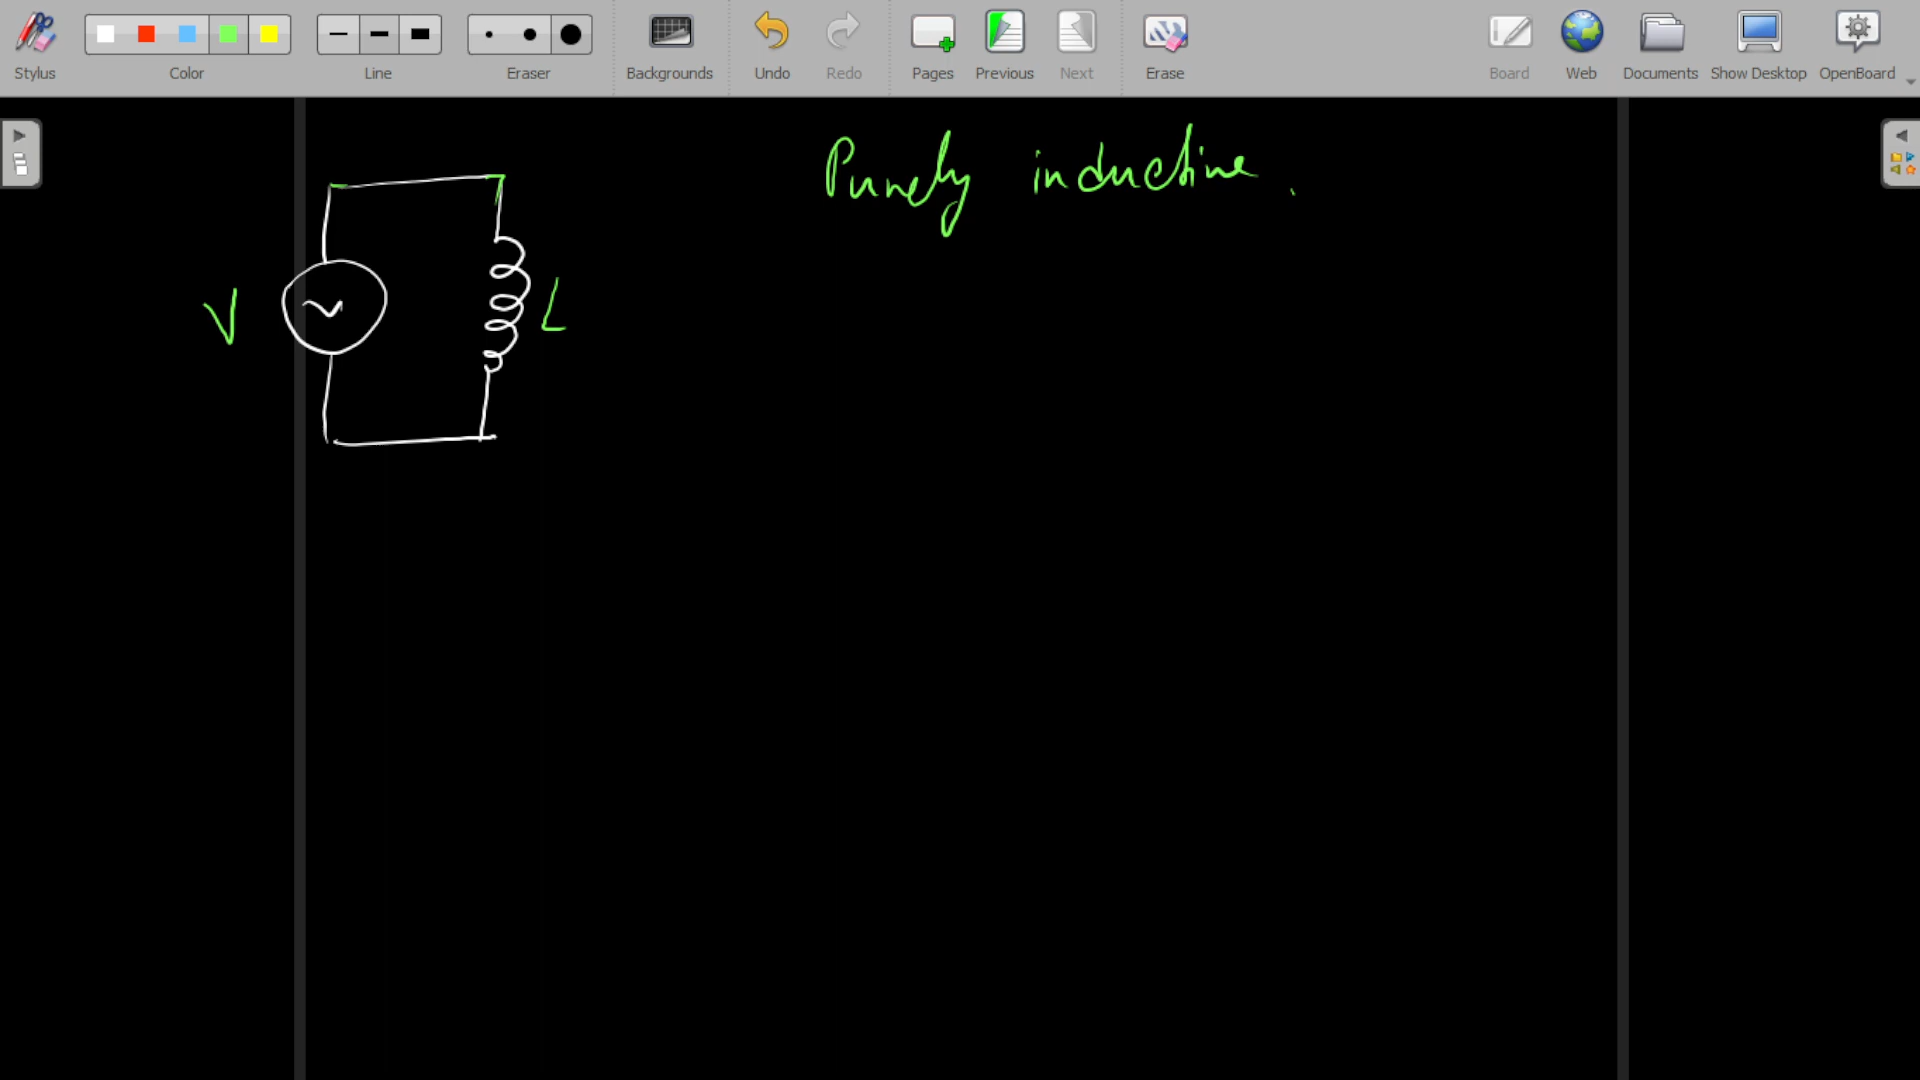 Stylus Color Line Eraser Backgrounds Undo Redo Pages Previous Next Erase Board Web Documents Show Desktop OpenBoard
Purely inductive.
V
L